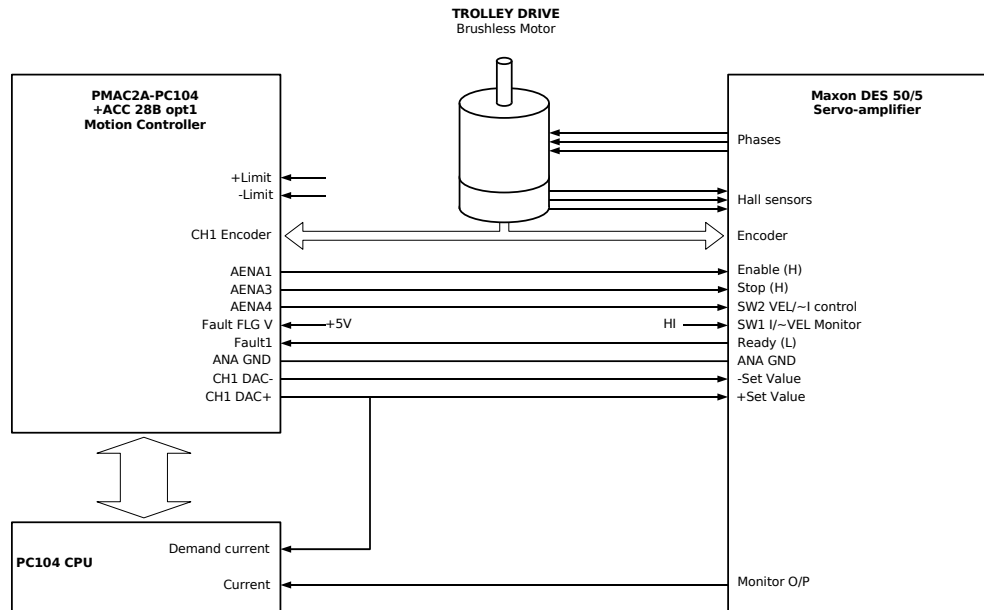 TROLLEY DRIVE
Brushless Motor
PMAC2A-PC104
+ACC 28B opt1
Motion Controller
Maxon DES 50/5
Servo-amplifier
Phases
+Limit
-Limit
Hall sensors
CH1 Encoder
Encoder
AENA1
Enable (H)
AENA3
Stop (H)
AENA4
SW2 VEL/~I control
Fault FLG V
+5V
HI
SW1 I/~VEL Monitor
Fault1
Ready (L)
ANA GND
ANA GND
CH1 DAC-
-Set Value
CH1 DAC+
+Set Value
Demand current
PC104 CPU
Current
Monitor O/P